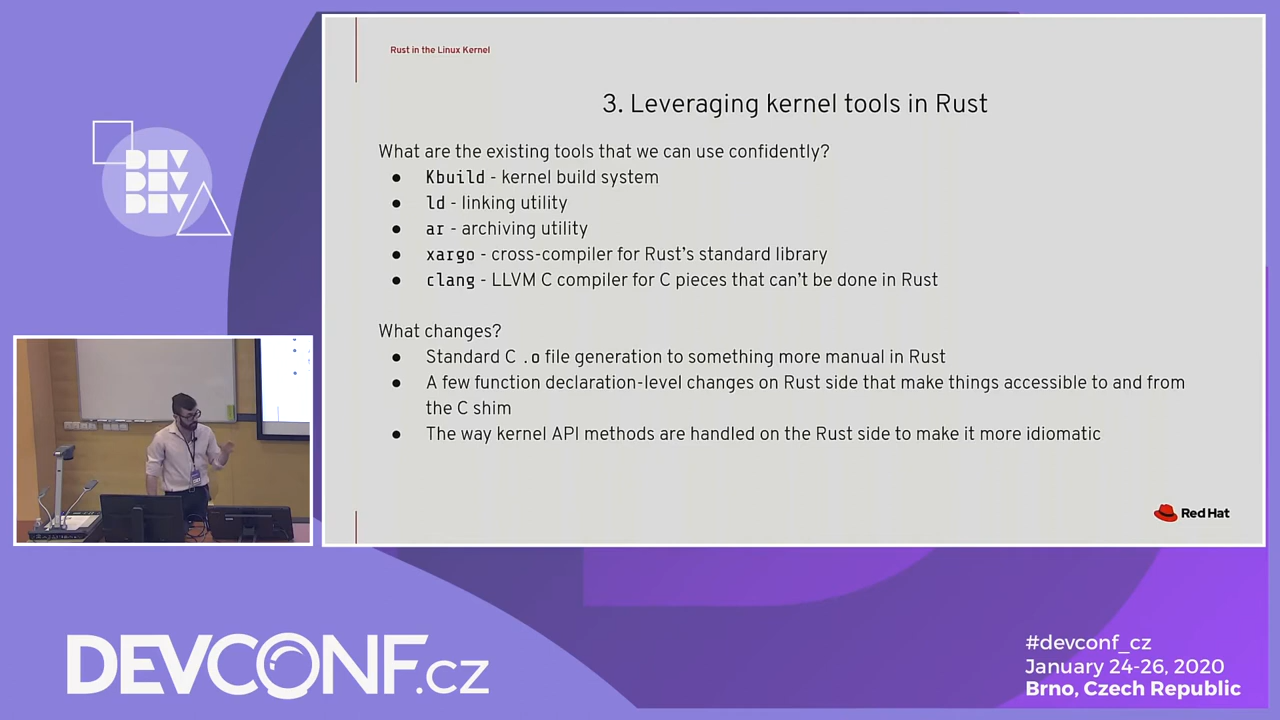 Rust in the Linux Kernel
3. Leveraging kernel tools in Rust
What are the existing tools that we can use confidently?
● Kbuild - kernel build system
● ld - linking utility
● ar - archiving utility
● xargo - cross-compiler for Rust's standard library
● clang - LLVM C compiler for C pieces that can't be done in Rust
What changes?
● Standard C .o file generation to something more manual in Rust
● A few function declaration-level changes on Rust side that make things accessible to and from
the C shim
● The way kernel API methods are handled on the Rust side to make it more idiomatic
Red Hat
DEV
DEV
DEV
DEVCONF.cz
#devconf_cz
January 24-26, 2020
Brno, Czech Republic